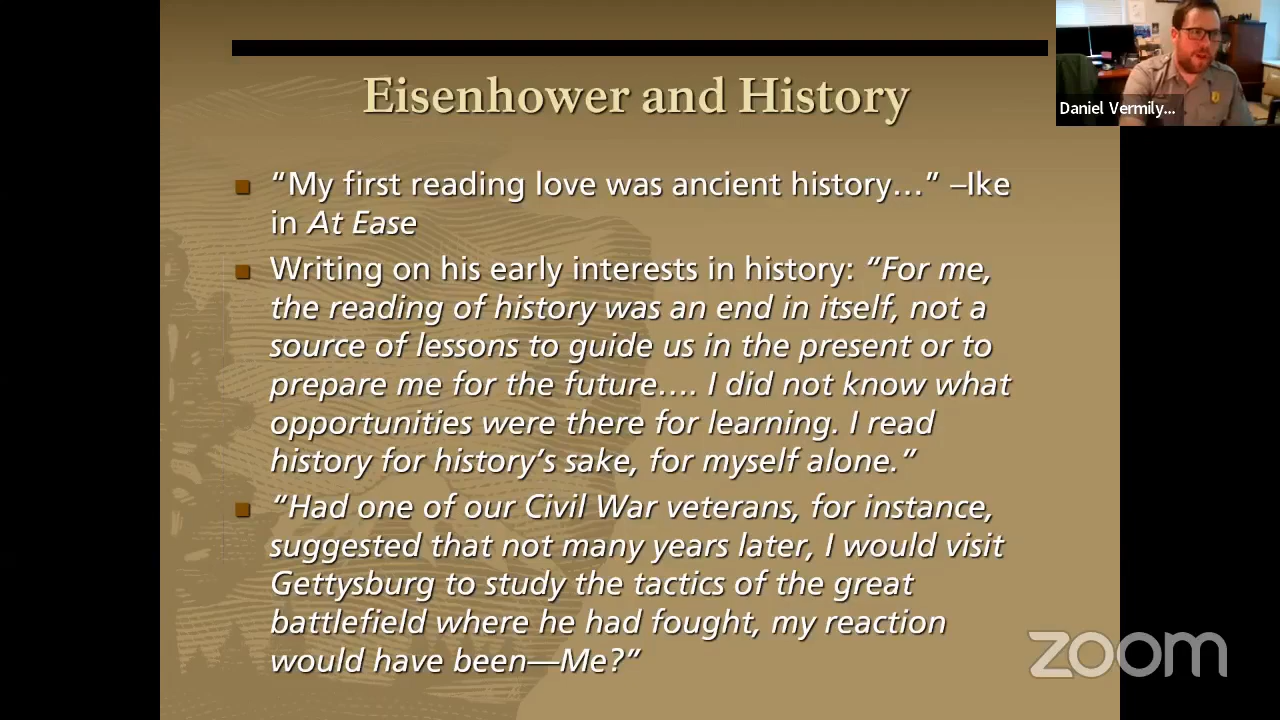 Eisenhower and History
Daniel Vermily...
■ “My first reading love was ancient history…” –Ike
in At Ease
■ Writing on his early interests in history: “For me,
the reading of history was an end in itself, not a
source of lessons to guide us in the present or to
prepare me for the future…. I did not know what
opportunities were there for learning. I read
history for history’s sake, for myself alone.”
■ “Had one of our Civil War veterans, for instance,
suggested that not many years later, I would visit
Gettysburg to study the tactics of the great
battlefield where he had fought, my reaction
would have been—Me?”
zoom